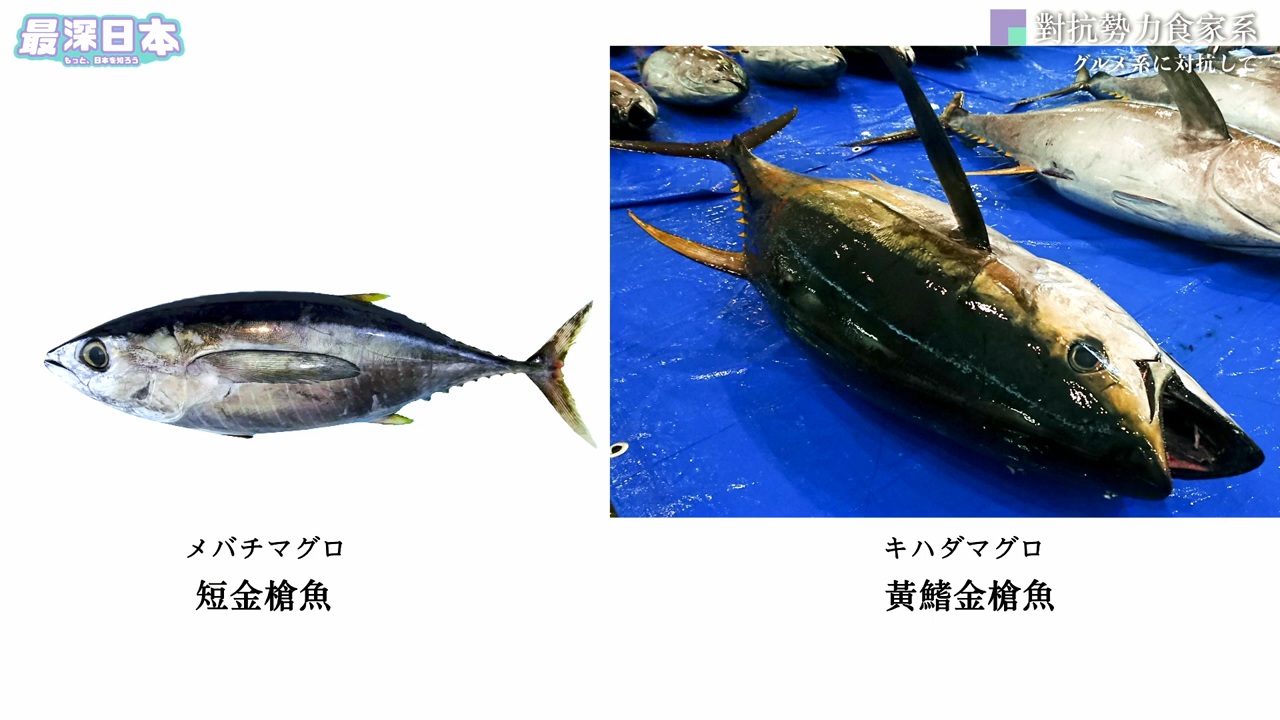 最深日本
もっと、日本を知ろう
對抗勢力食家系
グルメ系に対抗して
メバチマグロ
短金槍魚
キハダマグロ
黃鰭金槍魚